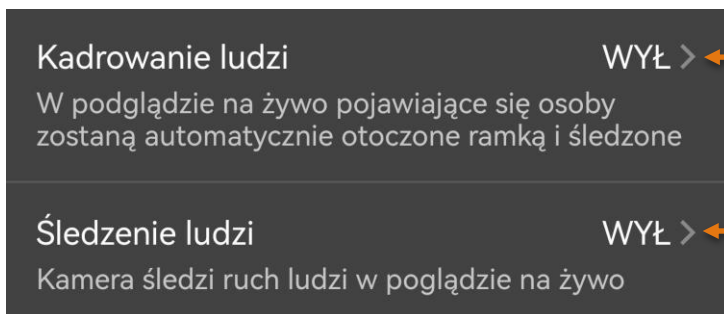 Kadrowanie ludzi WYŁ >
W podglądzie na żywo pojawiające się osoby
zostaną automatycznie otoczone ramką i śledzone
Śledzenie ludzi WYŁ >
Kamera śledzi ruch ludzi w poglądzie na żywo